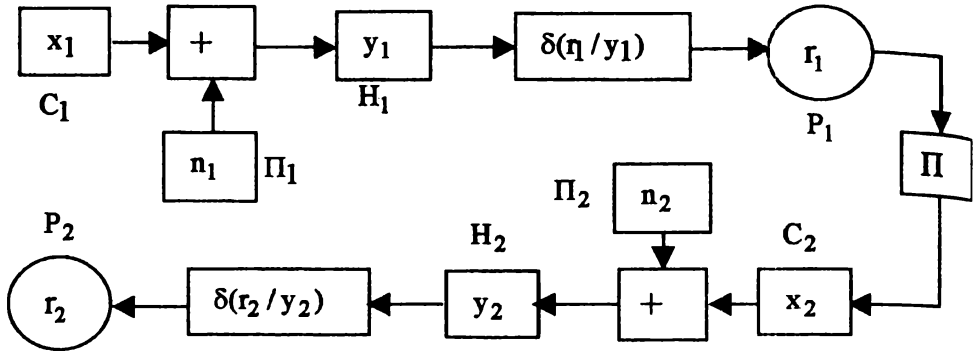 x₁ + y₁ δ(r₁/y₁) r₁
C₁ H₁ P₁
n₁ Π₁ Π
Π₂ n₂
P₂ H₂ C₂
r₂ δ(r₂/y₂) y₂ + x₂